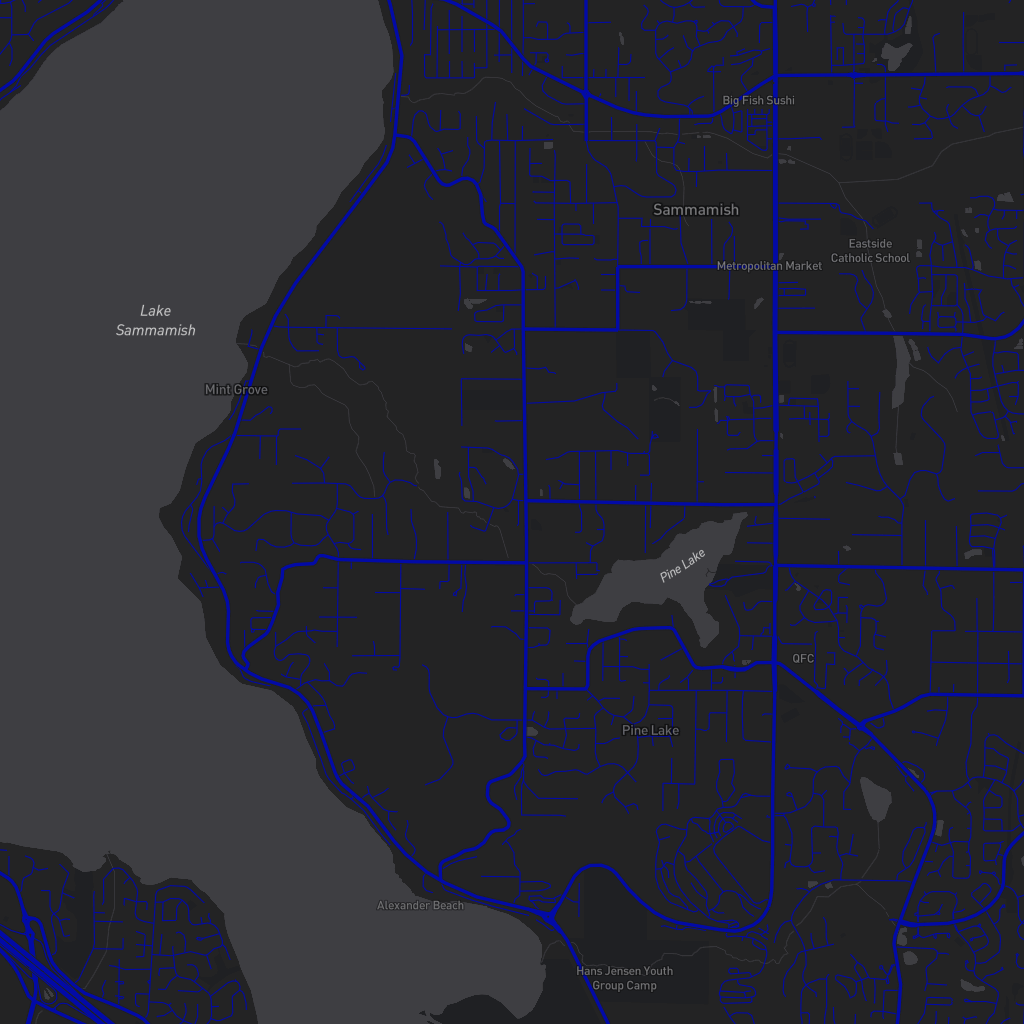 Big Fish Sushi
Sammamish
Eastside
Catholic School
Metropolitan Market
Lake
Sammamish
Mint Grove
Pine Lake
QFC
Pine Lake
Alexander Beach
Hans Jensen Youth
Group Camp